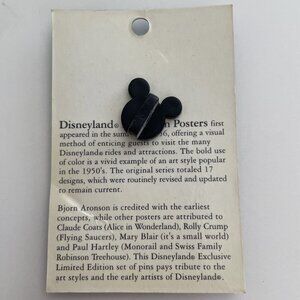 Disneyland® n Posters first
appeared in the sum 56, offering a visual
method of enticing guests to visit the many
Disneyland® rides and attractions. The bold use
of color is a vivid example of an art style popular
in the 1950's. The original series totaled 17
designs, which were routinely revised and updated
to remain current.
Bjorn Aronson is credited with the earliest
concepts, while other posters are attributed to
Claude Coats (Alice in Wonderland), Rolly Crump
(Flying Saucers), Mary Blair (it's a small world)
and Paul Hartley (Monorail and Swiss Family
Robinson Treehouse). This Disneyland® Exclusive
Limited Edition set of pins pays tribute to the
art styles and the early artists of Disneyland®.